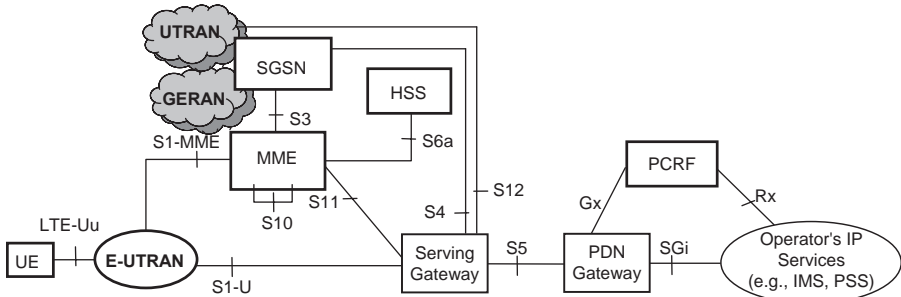 UTRAN
SGSN
HSS
GERAN
S3
S1-MME
S6a
MME
PCRF
S12
Gx
Rx
S10
S11
S4
LTE-Uu
UE
E-UTRAN
S1-U
Serving
Gateway
S5
PDN
Gateway
SGi
Operator's IP
Services
(e.g., IMS, PSS)